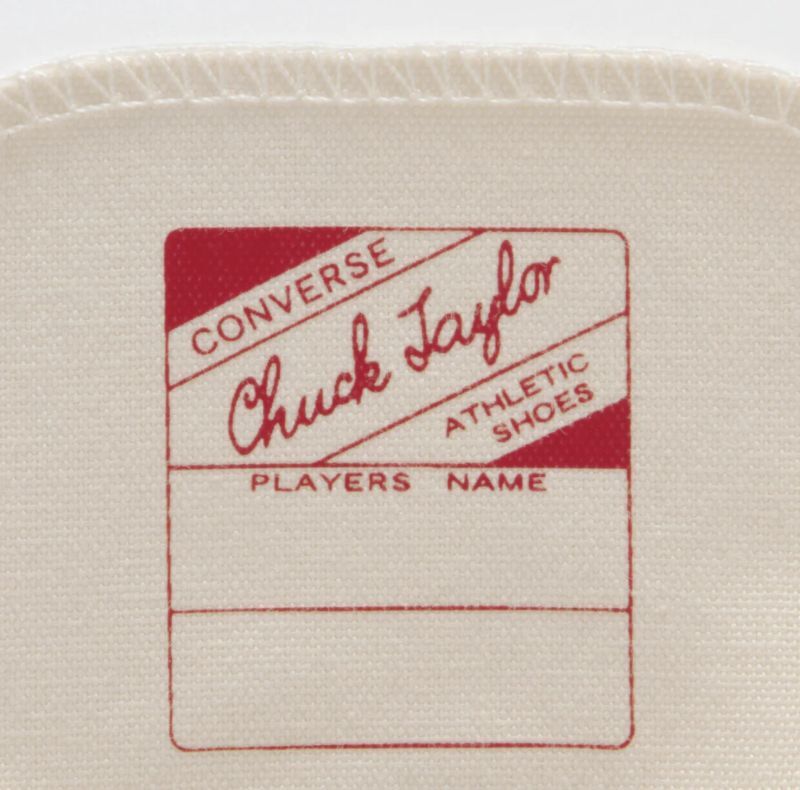 CONVERSE
Chuck Taylor
ATHLETIC
SHOES
PLAYERS NAME